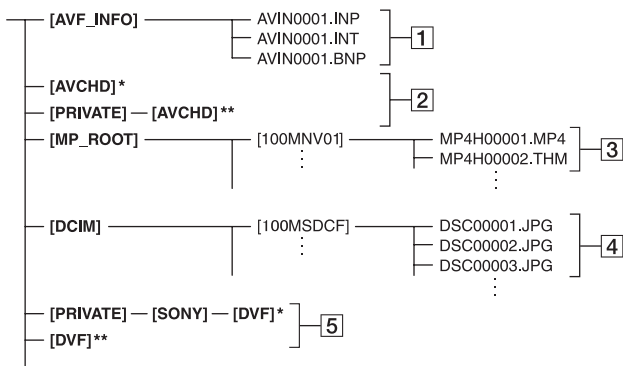 [AVF_INFO] AVIN0001.INP
AVIN0001.INT 1
AVIN0001.BNP
[AVCHD]*
2
[PRIVATE] [AVCHD]**
[MP_ROOT] [100MNV01] MP4H00001.MP4
3
MP4H00002.THM
[DCIM] [100MSDCF] DSC00001.JPG
DSC00002.JPG 4
DSC00003.JPG
[PRIVATE] [SONY] [DVF]*
5
[DVF]**